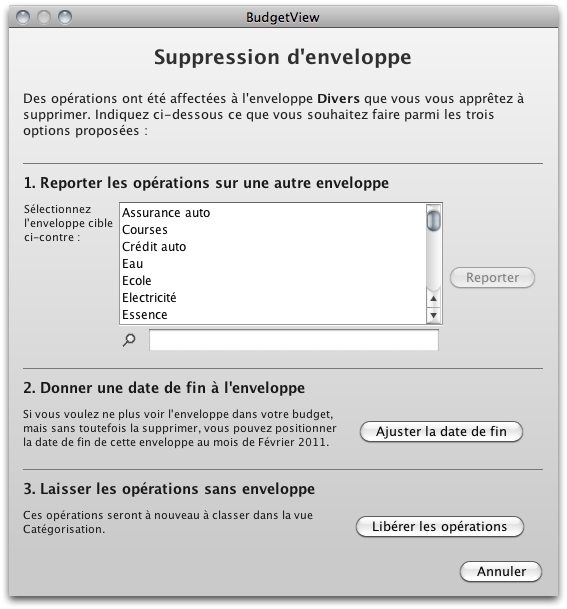 BudgetView
Suppression d'enveloppe
Des opérations ont été affectées à l'enveloppe Divers que vous vous apprêtez à
supprimer. Indiquez ci-dessous ce que vous souhaitez faire parmi les trois
options proposées :
1. Reporter les opérations sur une autre enveloppe
Sélectionnez
l'enveloppe cible
ci-contre :
Assurance auto
Courses
Crédit auto
Eau
Ecole
Electricité
Essence
Reporter
2. Donner une date de fin à l'enveloppe
Si vous voulez ne plus voir l'enveloppe dans votre budget,
mais sans toutefois la supprimer, vous pouvez positionner
la date de fin de cette enveloppe au mois de Février 2011.
Ajuster la date de fin
3. Laisser les opérations sans enveloppe
Ces opérations seront à nouveau à classer dans la vue
Catégorisation.
Libérer les opérations
Annuler